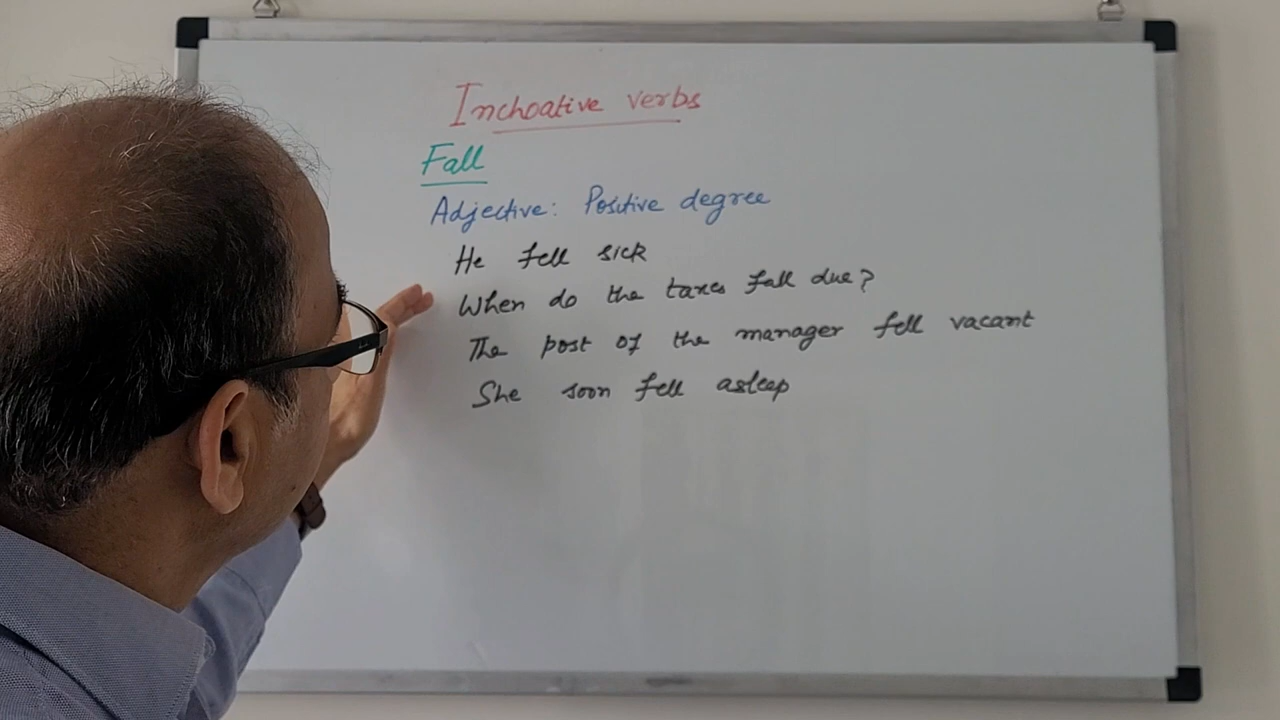 Inchoative verbs
Fall
Adjective: Positive degree
He fell sick
When do the taxes fall due?
The post of the manager fell vacant
She soon fell asleep